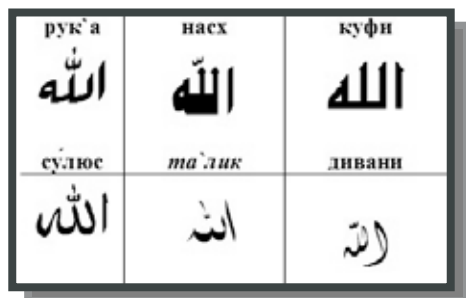 рук`а насх куфи
الله الله الله
сулюс та`лик дивани
الله الله الله